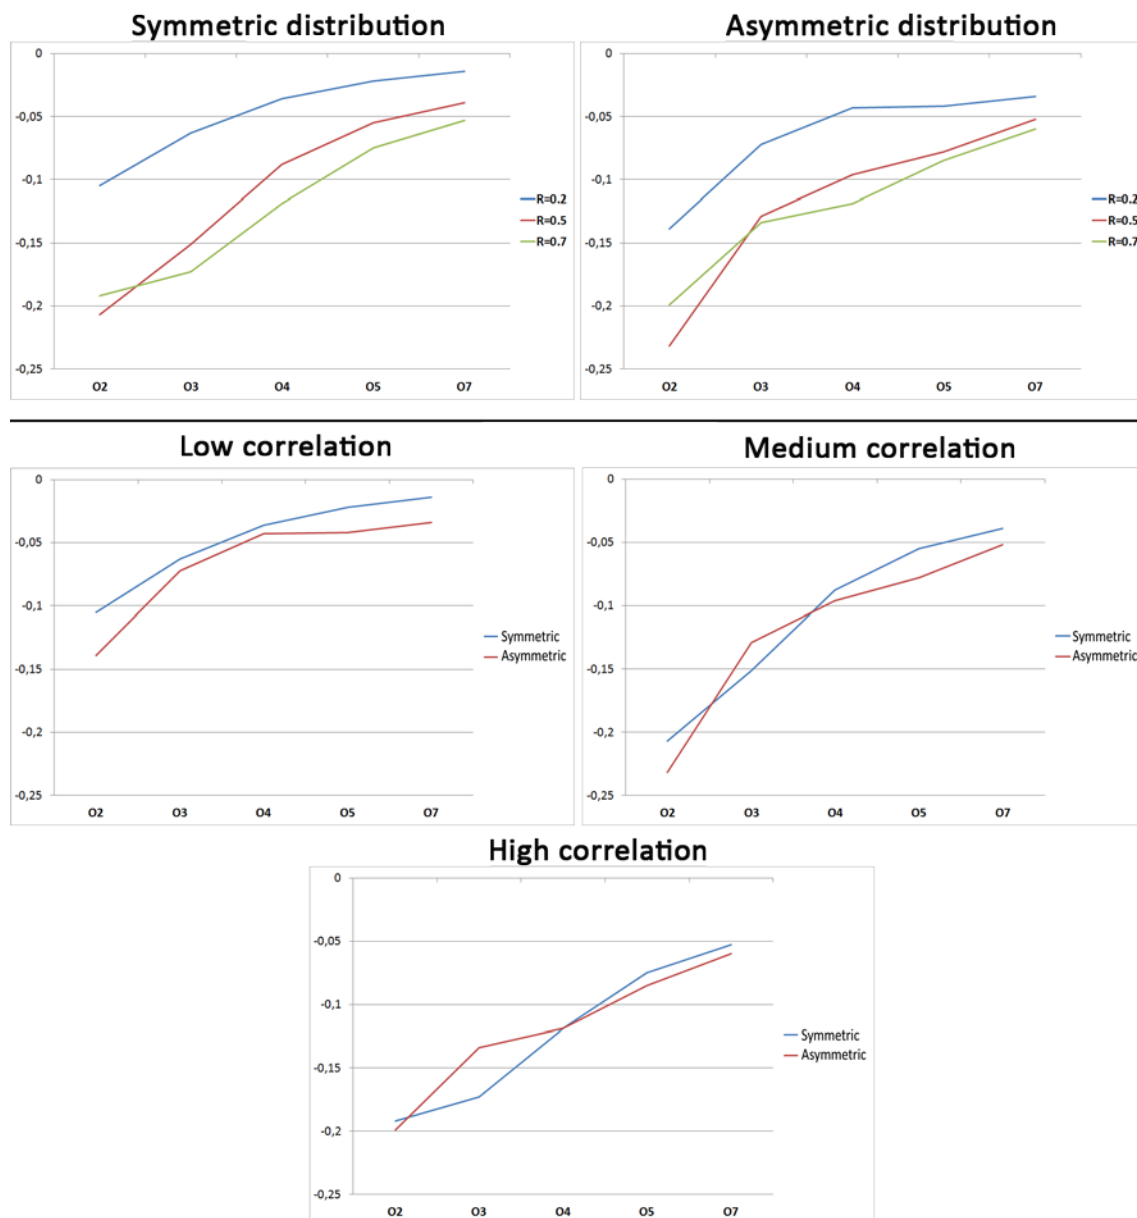 Symmetric distribution
0
-0,05
-0,1
-0,15
-0,2
-0,25
O2 O3 O4 O5 O7
R=0.2
R=0.5
R=0.7
Asymmetric distribution
0
-0,05
-0,1
-0,15
-0,2
-0,25
O2 O3 O4 O5 O7
R=0.2
R=0.5
R=0.7
Low correlation
0
-0,05
-0,1
-0,15
-0,2
-0,25
O2 O3 O4 O5 O7
Symmetric
Asymmetric
Medium correlation
0
-0,05
-0,1
-0,15
-0,2
-0,25
O2 O3 O4 O5 O7
Symmetric
Asymmetric
High correlation
0
-0,05
-0,1
-0,15
-0,2
-0,25
O2 O3 O4 O5 O7
Symmetric
Asymmetric